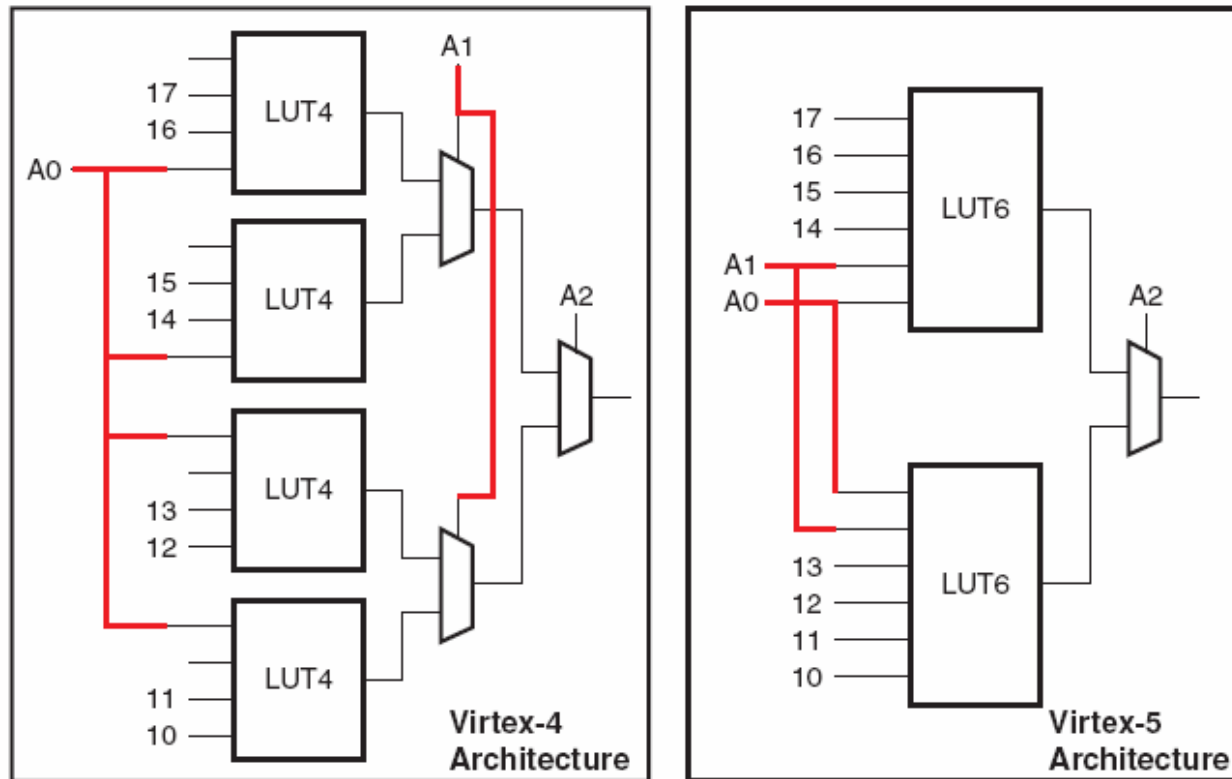 A1
LUT4
17
16
A0
LUT4
15
14
A2
LUT4
13
12
LUT4
11
10
Virtex-4
Architecture
17
16
15
14
LUT6
A1
A0
A2
13
12
11
10
LUT6
Virtex-5
Architecture